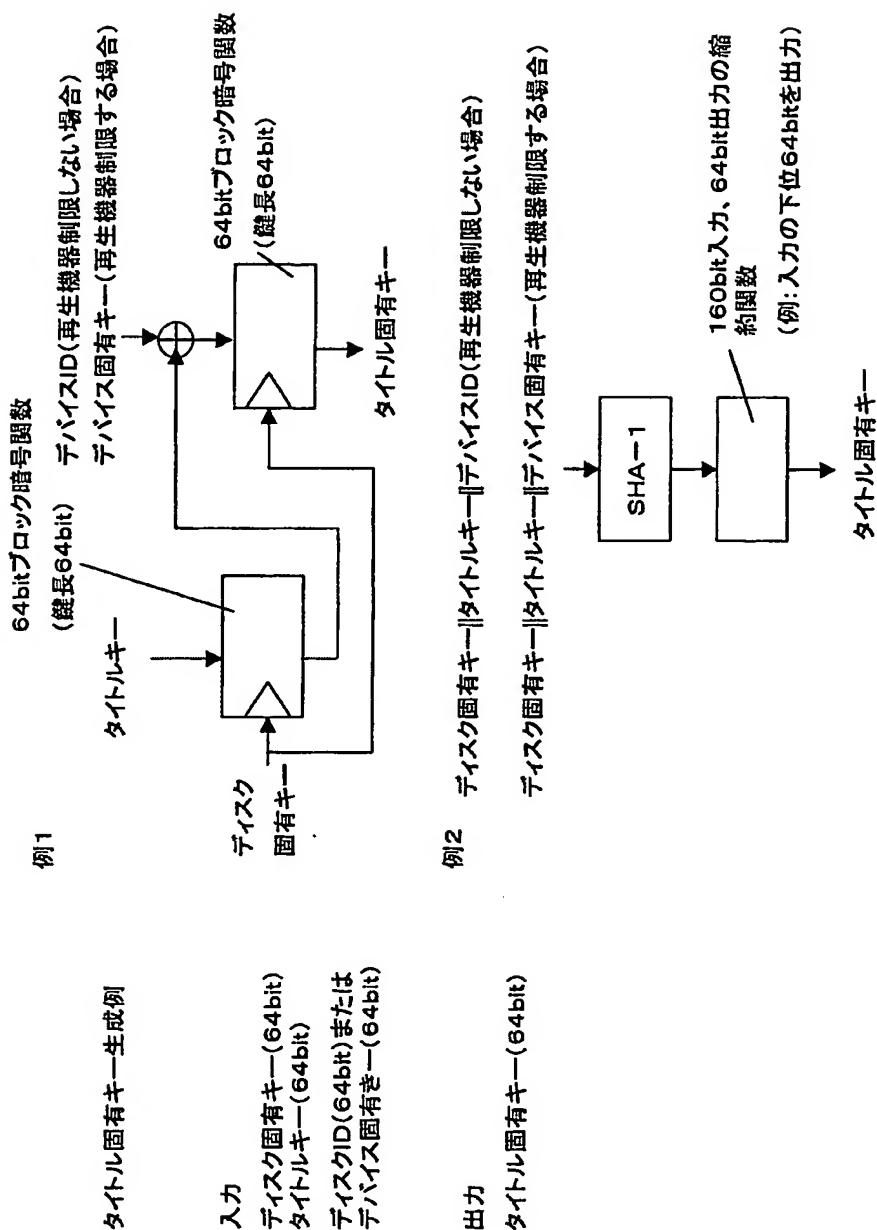 タイトル固有キー生成例
入力
ディスク固有キー(64bit)
タイトルキー(64bit)
ディスクID(64bit)または
デバイス固有きー(64bit)
出力
タイトル固有キー(64bit)
例1
64bitブロック暗号関数
(鍵長64bit)
タイトルキー
ディスク
固有キー
デバイスID(再生機器制限しない場合)
デバイス固有キー(再生機器制限する場合)
64bitブロック暗号関数
(鍵長64bit)
タイトル固有キー
例2
ディスク固有キー||タイトルキー||デバイスID(再生機器制限しない場合)
ディスク固有キー||タイトルキー||デバイス固有キー(再生機器制限する場合)
SHA-1
160bit入力、64bit出力の縮
約関数
(例:入力の下位64bitを出力)
タイトル固有キー